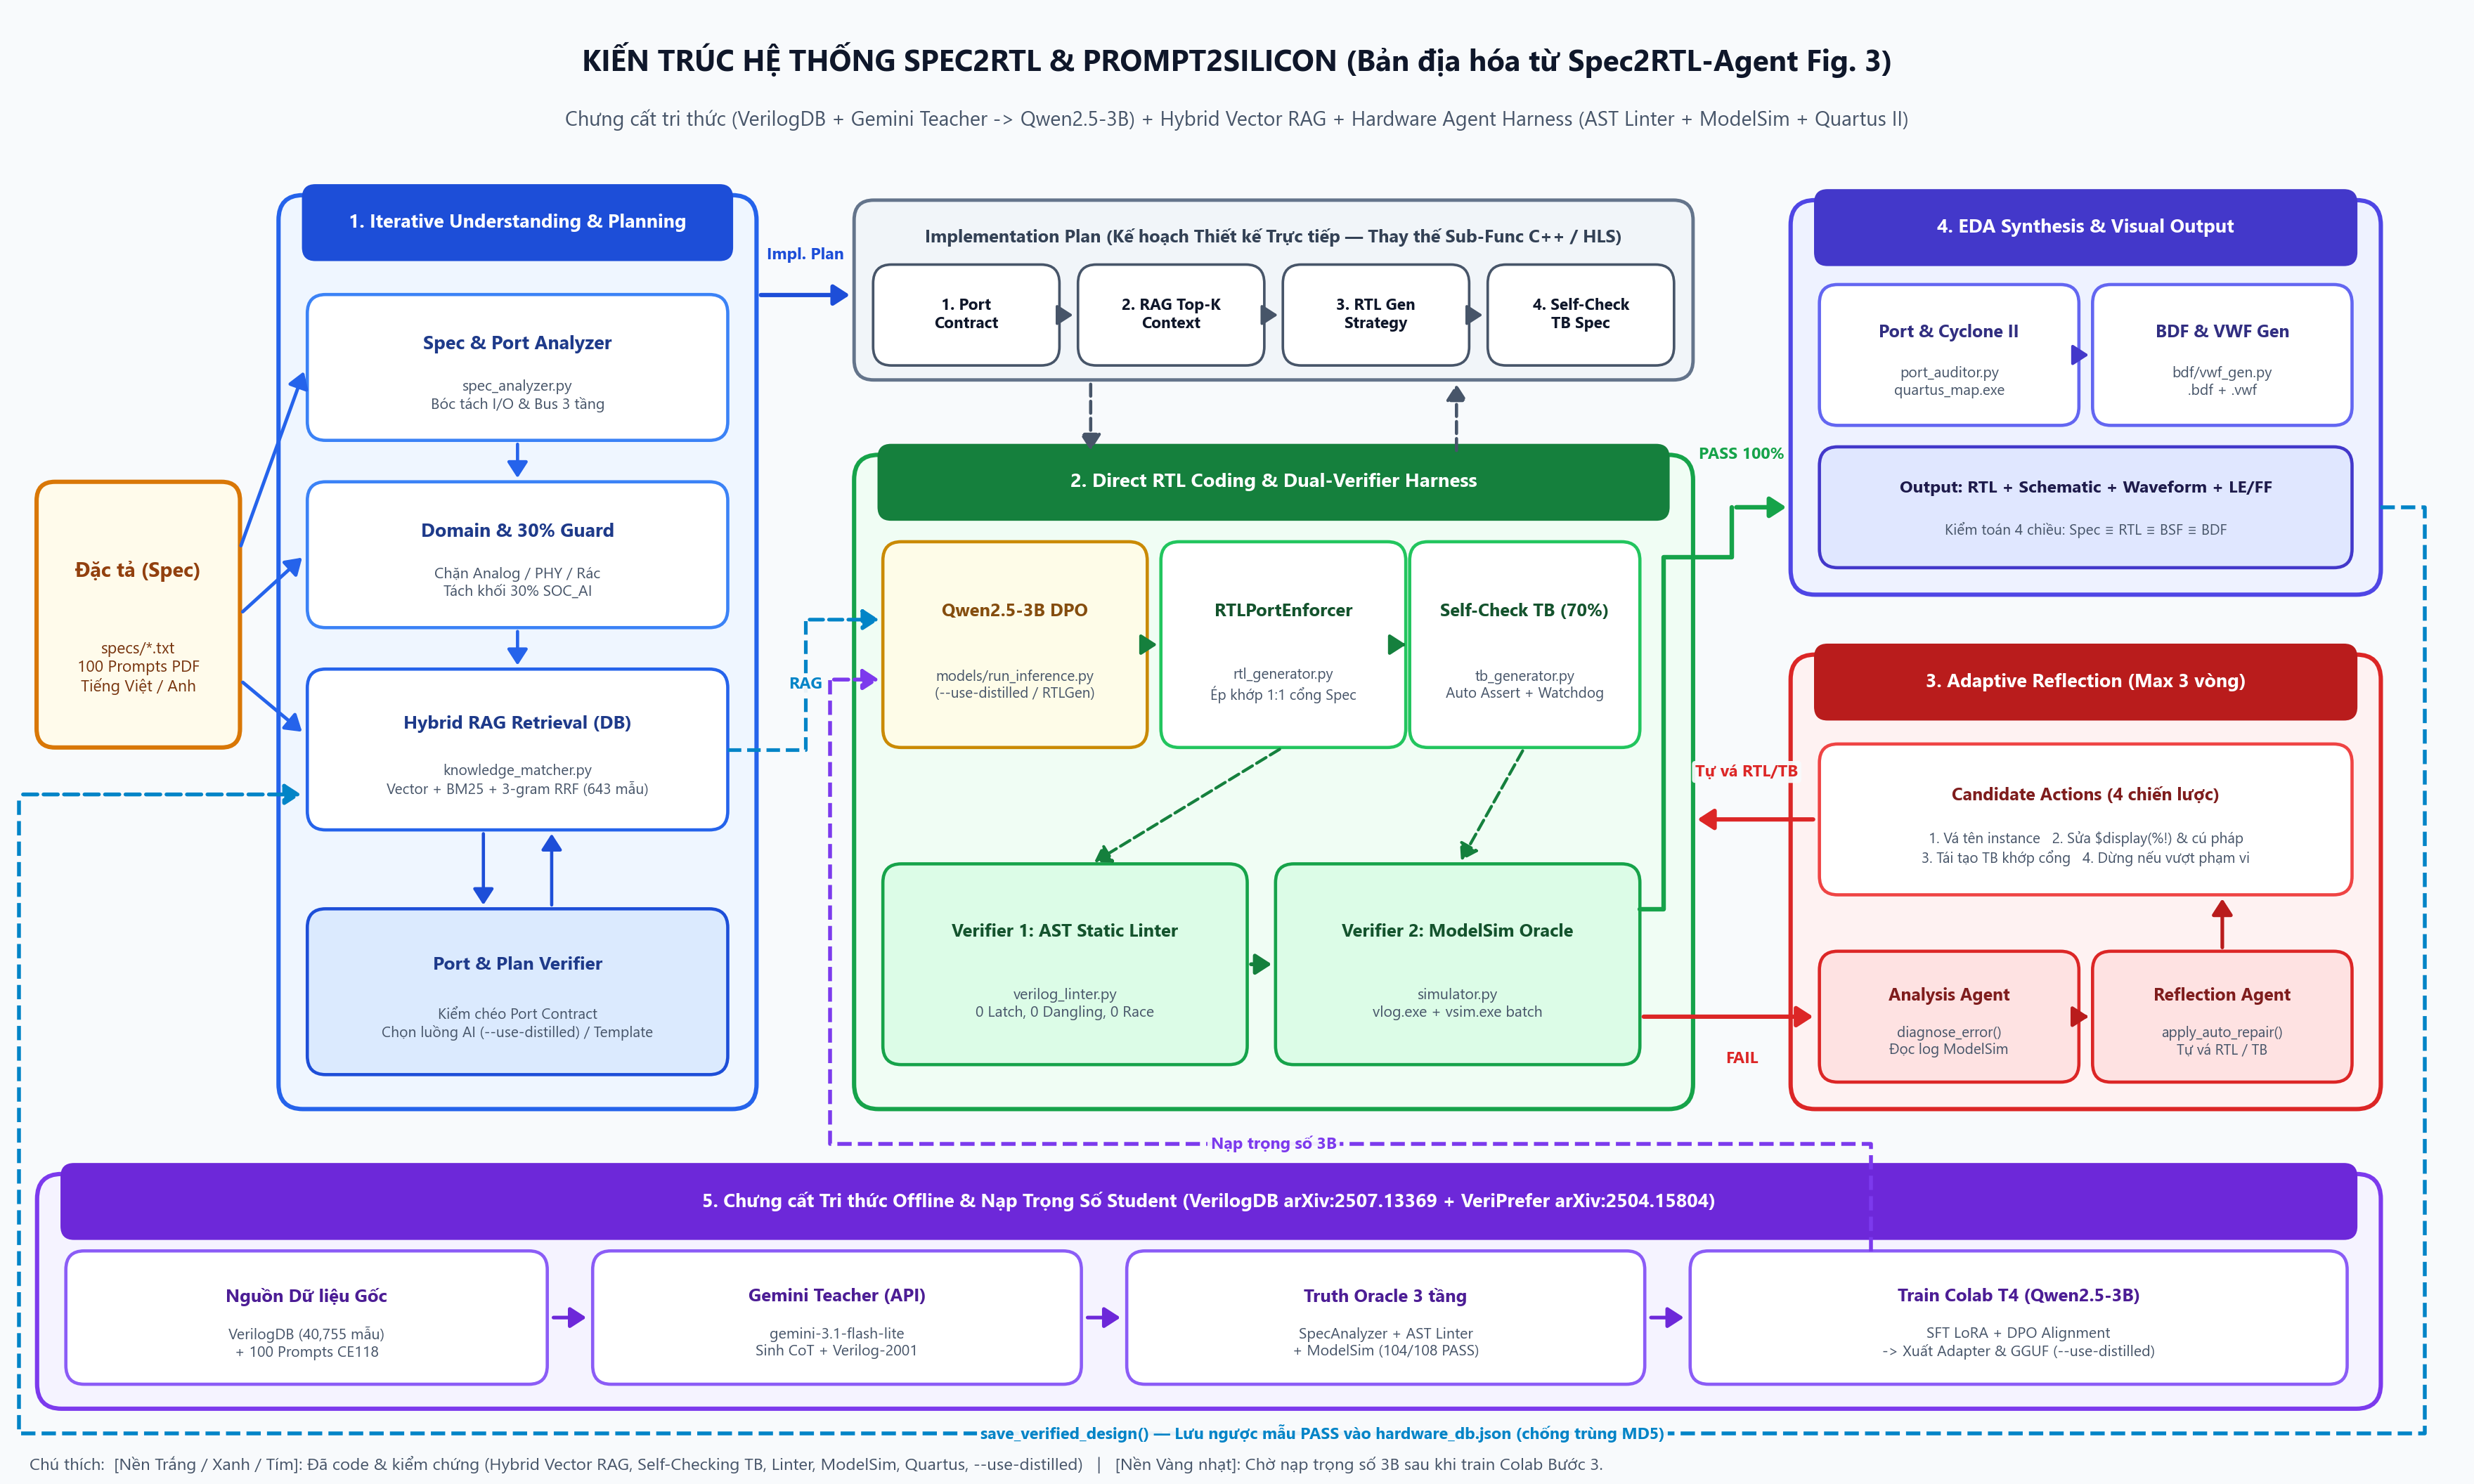 KIẾN TRÚC HỆ THỐNG SPEC2RTL & PROMPT2SILICON (Bản địa hóa từ Spec2RTL-Agent Fig. 3)
Chưng cất tri thức (VerilogDB + Gemini Teacher -> Qwen2.5-3B) + Hybrid Vector RAG + Hardware Agent Harness (AST Linter + ModelSim + Quartus II)
Đặc tả (Spec)
specs/*.txt
100 Prompts PDF
Tiếng Việt / Anh
1. Iterative Understanding & Planning
Spec & Port Analyzer
spec_analyzer.py
Bóc tách I/O & Bus 3 tầng
Domain & 30% Guard
Chặn Analog / PHY / Rác
Tách khối 30% SOC_AI
Hybrid RAG Retrieval (DB)
knowledge_matcher.py
Vector + BM25 + 3-gram RRF (643 mẫu)
Port & Plan Verifier
Kiểm chéo Port Contract
Chọn luồng AI (--use-distilled) / Template
Impl. Plan
RAG
Implementation Plan (Kế hoạch Thiết kế Trực tiếp — Thay thế Sub-Func C++ / HLS)
1. Port
Contract
2. RAG Top-K
Context
3. RTL Gen
Strategy
4. Self-Check
TB Spec
2. Direct RTL Coding & Dual-Verifier Harness
Qwen2.5-3B DPO
models/run_inference.py
(--use-distilled / RTLGen)
RTLPortEnforcer
rtl_generator.py
Ép khớp 1:1 cổng Spec
Self-Check TB (70%)
tb_generator.py
Auto Assert + Watchdog
Verifier 1: AST Static Linter
verilog_linter.py
0 Latch, 0 Dangling, 0 Race
Verifier 2: ModelSim Oracle
simulator.py
vlog.exe + vsim.exe batch
PASS 100%
Tự vá RTL/TB
FAIL
4. EDA Synthesis & Visual Output
Port & Cyclone II
port_auditor.py
quartus_map.exe
BDF & VWF Gen
bdf/vwf_gen.py
.bdf + .vwf
Output: RTL + Schematic + Waveform + LE/FF
Kiểm toán 4 chiều: Spec ≡ RTL ≡ BSF ≡ BDF
3. Adaptive Reflection (Max 3 vòng)
Candidate Actions (4 chiến lược)
1. Vá tên instance   2. Sửa $display(%!) & cú pháp
3. Tái tạo TB khớp cổng   4. Dừng nếu vượt phạm vi
Analysis Agent
diagnose_error()
Đọc log ModelSim
Reflection Agent
apply_auto_repair()
Tự vá RTL / TB
Nạp trọng số 3B
5. Chưng cất Tri thức Offline & Nạp Trọng Số Student (VerilogDB arXiv:2507.13369 + VeriPrefer arXiv:2504.15804)
Nguồn Dữ liệu Gốc
VerilogDB (40,755 mẫu)
+ 100 Prompts CE118
Gemini Teacher (API)
gemini-3.1-flash-lite
Sinh CoT + Verilog-2001
Truth Oracle 3 tầng
SpecAnalyzer + AST Linter
+ ModelSim (104/108 PASS)
Train Colab T4 (Qwen2.5-3B)
SFT LoRA + DPO Alignment
-> Xuất Adapter & GGUF (--use-distilled)
save_verified_design() — Lưu ngược mẫu PASS vào hardware_db.json (chống trùng MD5)
Chú thích:  [Nền Trắng / Xanh / Tím]: Đã code & kiểm chứng (Hybrid Vector RAG, Self-Checking TB, Linter, ModelSim, Quartus, --use-distilled)   |   [Nền Vàng nhạt]: Chờ nạp trọng số 3B sau khi train Colab Bước 3.